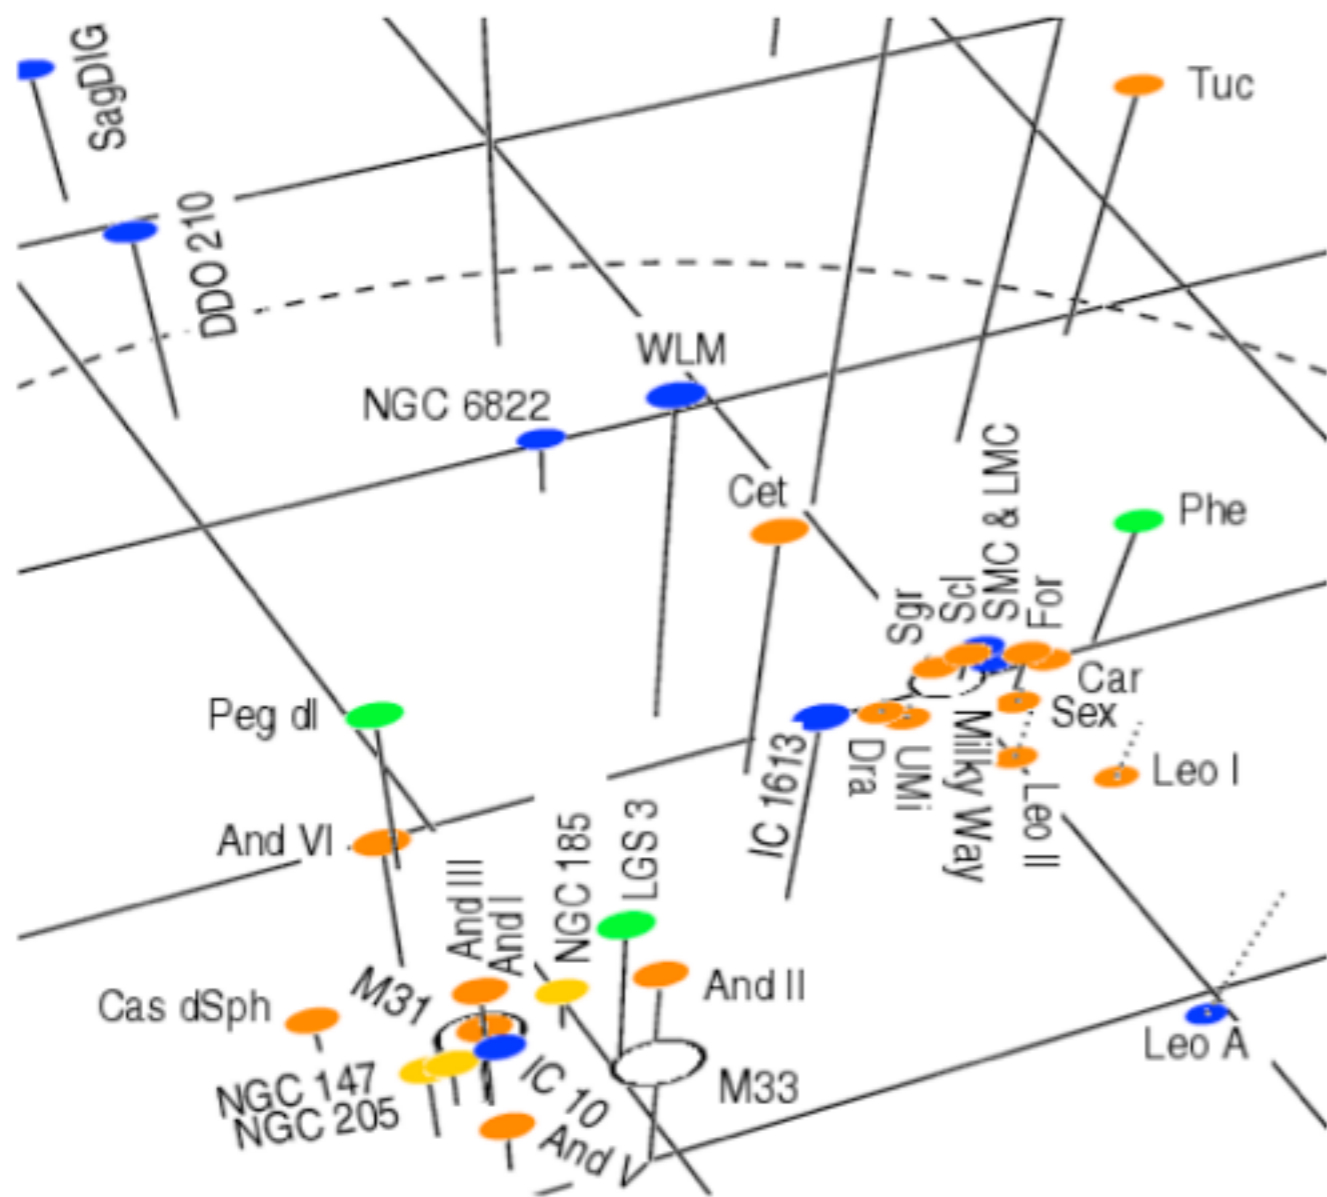 SagDIG
Tuc
DDO 210
WLM
NGC 6822
Cet
SMC & LMC
Phe
Sgr
Scl
For
Car
Sex
Peg dI
IC 1613
Dra
UMi
Milky Way
Leo II
Leo I
And VI
And III
And I
NGC 185
LGS 3
And II
M31
Cas dSph
Leo A
NGC 147
NGC 205
IC 10
M33
And V